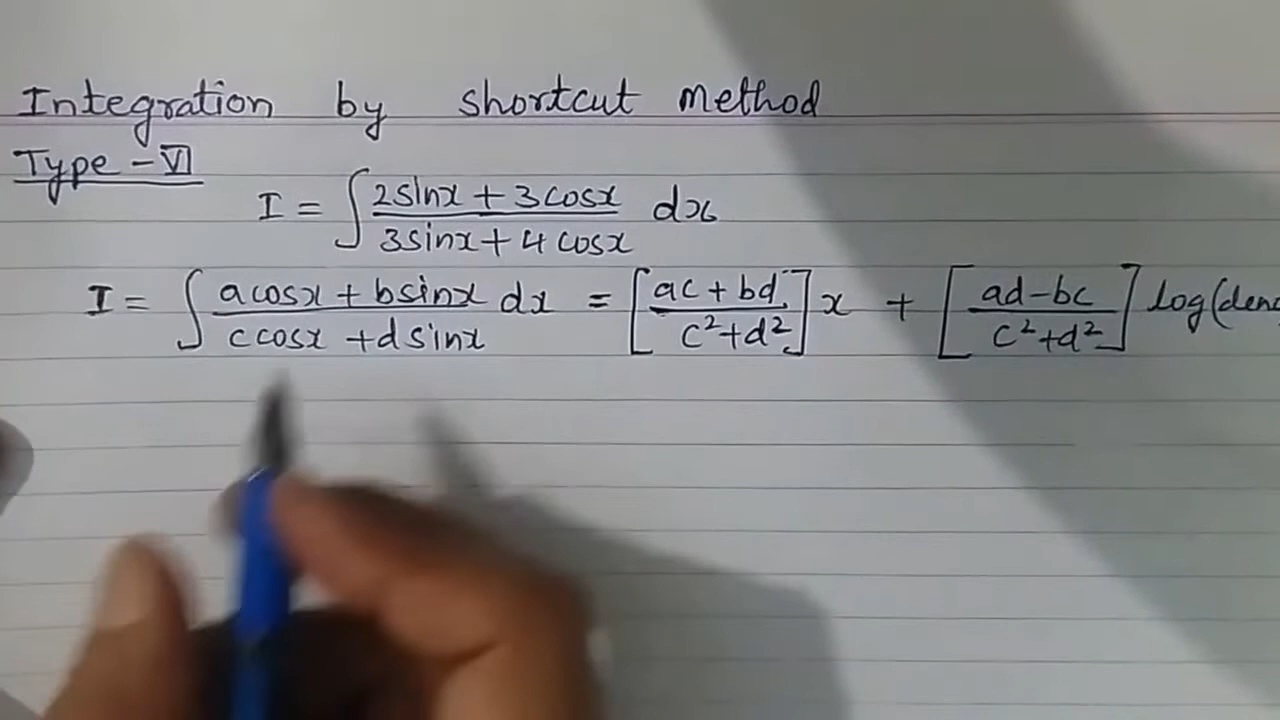 Integration by shortcut method
Type - VI
I = ∫ (2sinx + 3cosx)/(3sinx + 4cosx) dx
I = ∫ (acosx + bsinx)/(ccosx + dsinx) dx = [(ac + bd)/(c² + d²)] x + [(ad - bc)/(c² + d²)] log(den